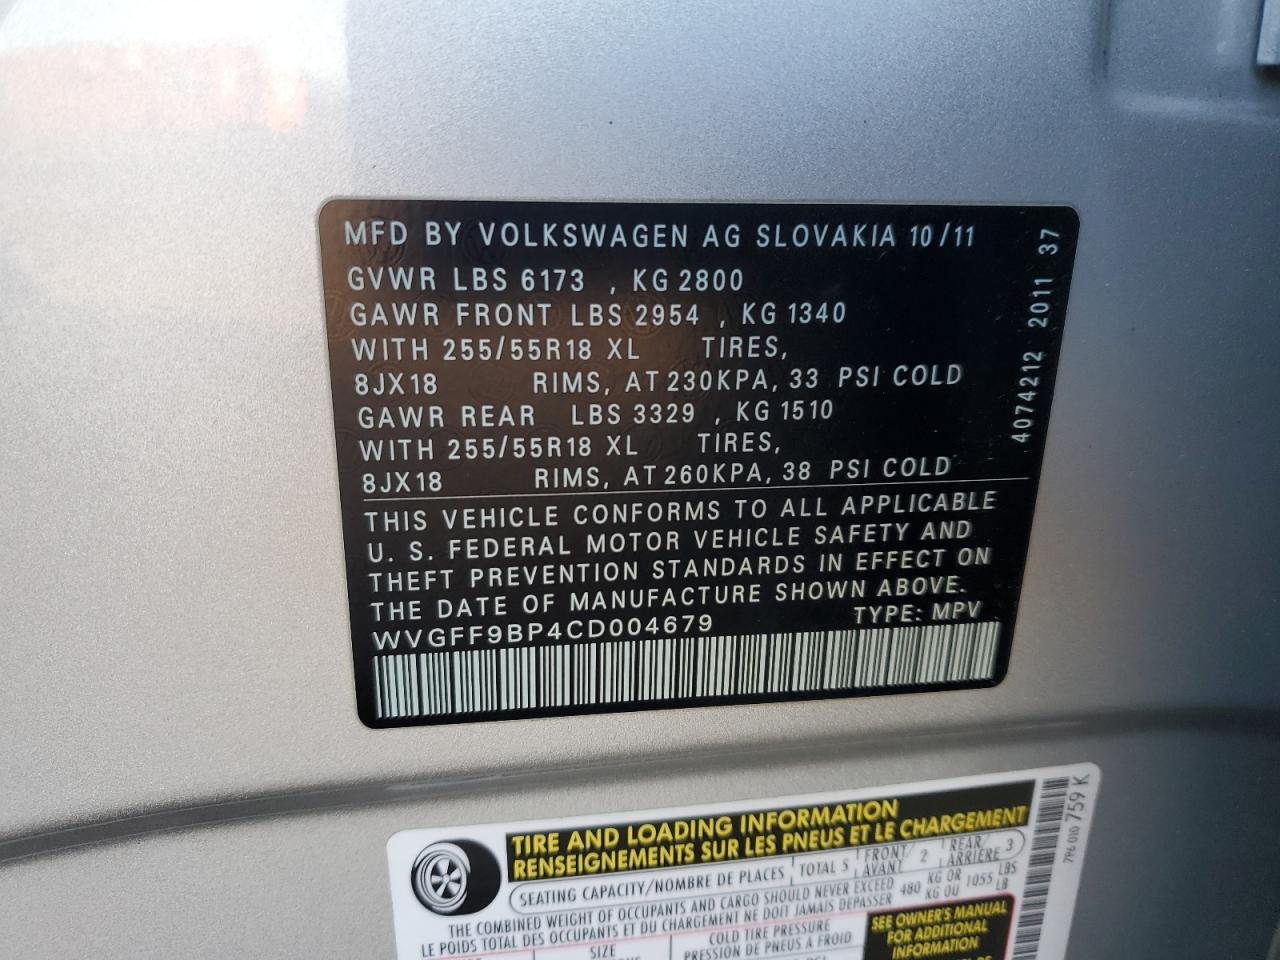 MFD BY VOLKSWAGEN AG SLOVAKIA 10/11
GVWR LBS 6173 , KG 2800
GAWR FRONT LBS 2954 , KG 1340
WITH 255/55R18 XL TIRES,
8JX18 RIMS, AT 230KPA, 33 PSI COLD
GAWR REAR LBS 3329 , KG 1510
WITH 255/55R18 XL TIRES,
8JX18 RIMS, AT 260KPA, 38 PSI COLD
THIS VEHICLE CONFORMS TO ALL APPLICABLE
U. S. FEDERAL MOTOR VEHICLE SAFETY AND
THEFT PREVENTION STANDARDS IN EFFECT ON
THE DATE OF MANUFACTURE SHOWN ABOVE.
WVGFF9BP4CD004679 TYPE: MPV
4074212 2011 37
TIRE AND LOADING INFORMATION
RENSEIGNEMENTS SUR LES PNEUS ET LE CHARGEMENT
SEATING CAPACITY/NOMBRE DE PLACES TOTAL 5 FRONT/AVANT 2 REAR/ARRIÈRE 3
THE COMBINED WEIGHT OF OCCUPANTS AND CARGO SHOULD NEVER EXCEED 480 KG OR 1055 LBS
LE POIDS TOTAL DES OCCUPANTS ET DU CHARGEMENT NE DOIT JAMAIS DEPASSER KG OU LB
SIZE
COLD TIRE PRESSURE
PRESSION DE PNEUS A FROID
SEE OWNER'S MANUAL
FOR ADDITIONAL
INFORMATION
7P6 010 759 K